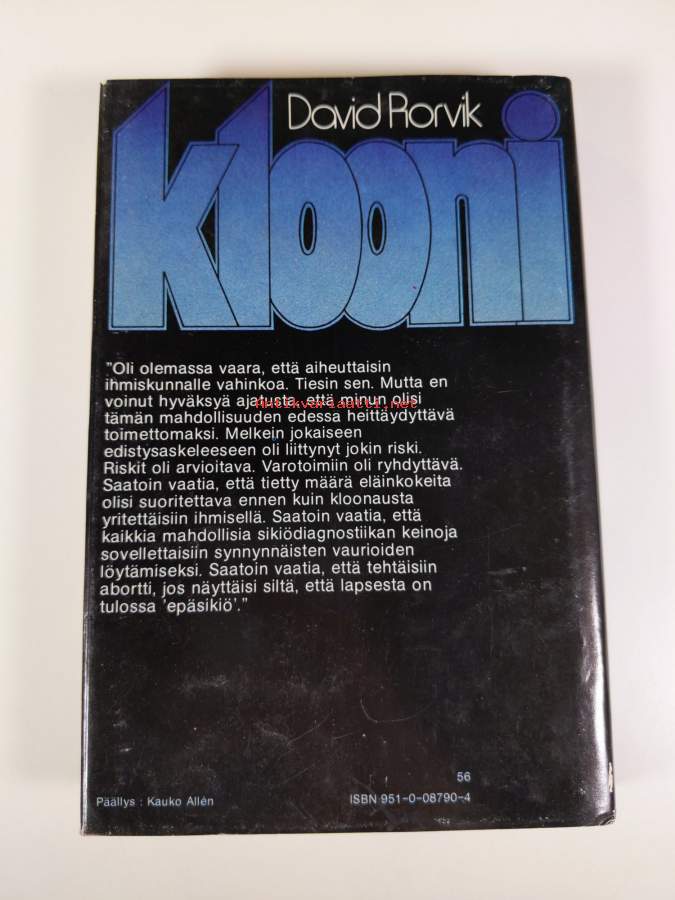 David Rorvik
klooni
"Oli olemassa vaara, että aiheuttaisin
ihmiskunnalle vahinkoa. Tiesin sen. Mutta en
voinut hyväksyä ajatusta, että minun olisi
Antikvariaatti.net
tämän mahdollisuuden edessä heittäydyttävä
toimettomaksi. Melkein jokaiseen
edistysaskeleeseen oli liittynyt jokin riski.
Riskit oli arvioitava. Varotoimiin oli ryhdyttävä.
Saatoin vaatia, että tietty määrä eläinkokeita
olisi suoritettava ennen kuin kloonausta
yritettäisiin ihmisellä. Saatoin vaatia, että
kaikkia mahdollisia sikiödiagnostiikan keinoja
sovellettaisiin synnynnäisten vaurioiden
löytämiseksi. Saatoin vaatia, että tehtäisiin
abortti, jos näyttäisi siltä, että lapsesta on
tulossa 'epäsikiö'."
56
Päällys : Kauko Allén
ISBN 951-0-08790-4